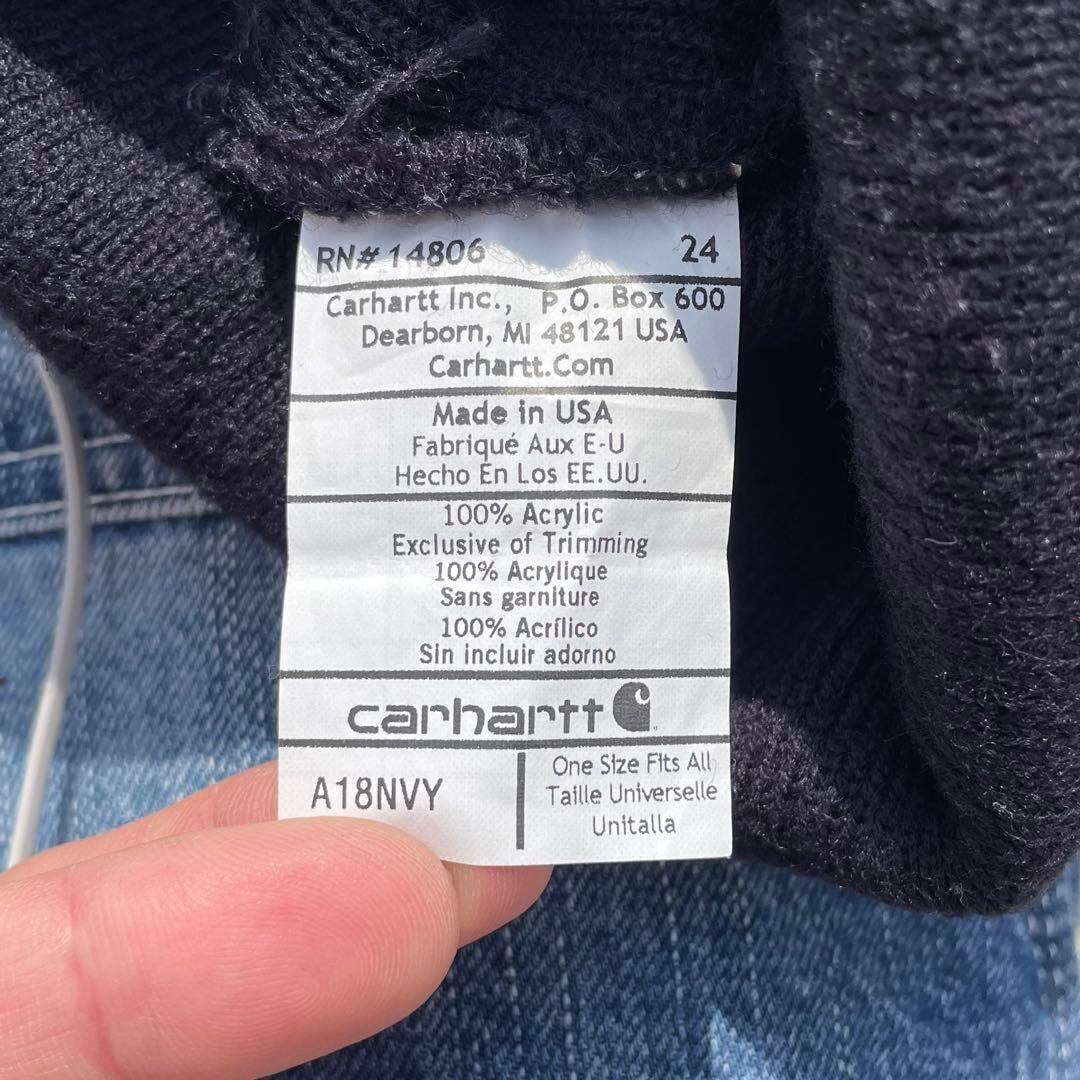 RN# 14806 24
Carhartt Inc., P.O. Box 600
Dearborn, MI 48121 USA
Carhartt.Com
Made in USA
Fabriqué Aux E-U
Hecho En Los EE.UU.
100% Acrylic
Exclusive of Trimming
100% Acrylique
Sans garniture
100% Acrílico
Sin incluir adorno
carhartt
A18NVY
One Size Fits All
Taille Universelle
Unitalla